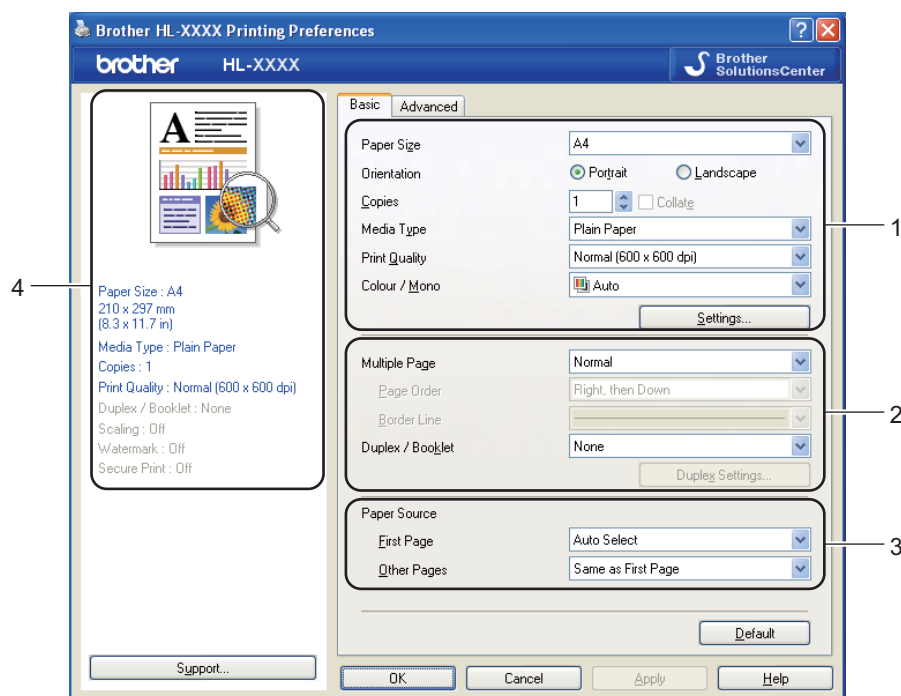 Brother HL-XXXX Printing Preferences
brother HL-XXXX
Brother
SolutionsCenter
Basic Advanced
A
Paper Size : A4
210 x 297 mm
(8.3 x 11.7 in)
Media Type : Plain Paper
Copies : 1
Print Quality : Normal (600 x 600 dpi)
Duplex / Booklet : None
Scaling : Off
Watermark : Off
Secure Print : Off
Support...
4
Paper Size A4
Orientation Portrait Landscape
Copies 1 Collate
Media Type Plain Paper
Print Quality Normal (600 x 600 dpi)
Colour / Mono Auto
Settings...
1
Multiple Page Normal
Page Order Right, then Down
Border Line
Duplex / Booklet None
Duplex Settings...
2
Paper Source
First Page Auto Select
Other Pages Same as First Page
3
Default
OK Cancel Apply Help